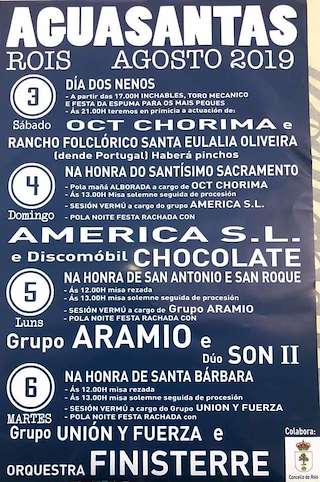 AGUASANTAS
ROIS AGOSTO 2019
3
Sábado
DÍA DOS NENOS
- A partir das 17.00H INCHABLES, TORO MECANICO
E FESTA DA ESPUMA PARA OS MAIS PEQUES
- Ás 21.00H teremos en primicia a actuación de:
OCT CHORIMA e
RANCHO FOLCLÓRICO SANTA EULALIA OLIVEIRA
(dende Portugal) Haberá pinchos
4
Domingo
NA HONRA DO SANTÍSIMO SACRAMENTO
- Pola mañá ALBORADA a cargo de OCT CHORIMA
- Ás 13.00H Misa solemne seguida de procesión
- SESIÓN VERMÚ a cargo do grupo AMERICA S.L.
- POLA NOITE FESTA RACHADA CON
AMERICA S.L.
e Discomóbil CHOCOLATE
5
Luns
NA HONRA DE SAN ANTONIO E SAN ROQUE
- Ás 12.00H misa rezada
- Ás 13.00H misa solemne seguida de procesión
- SESIÓN VERMÚ a cargo do Grupo ARAMIO
- POLA NOITE FESTA RACHADA CON
Grupo ARAMIO e
Dúo SON II
6
MARTES
NA HONRA DE SANTA BÁRBARA
- Ás 12.00H misa rezada
- Ás 13.00H misa solemne seguida de procesión
- SESIÓN VERMÚ a cargo do Grupo UNION Y FUERZA
- POLA NOITE FESTA RACHADA con
Grupo UNIÓN Y FUERZA e
ORQUESTRA FINISTERRE
Colabora:
Concello de Rois